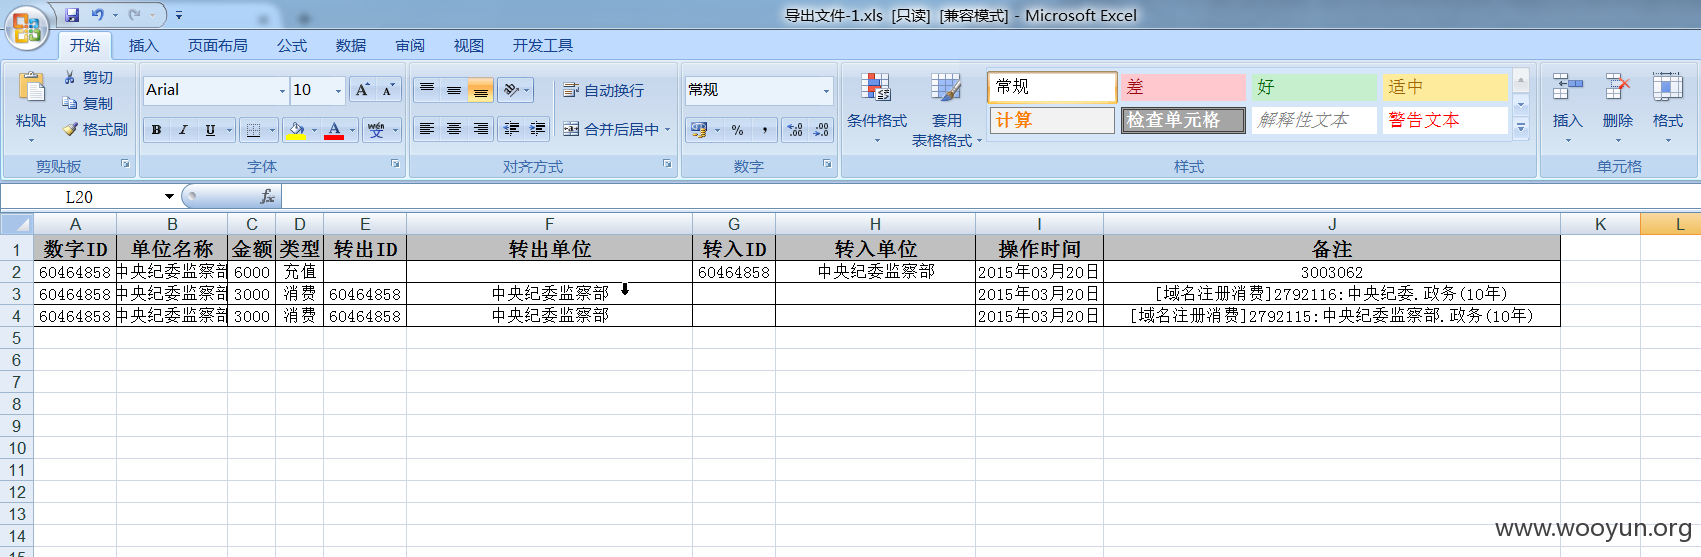 导出文件-1.xls [只读] [兼容模式] - Microsoft Excel
开始 插入 页面布局 公式 数据 审阅 视图 开发工具
粘贴 剪切 复制 格式刷 剪贴板
Arial 10 A A
B I U A wén 文
字体
自动换行
合并后居中
对齐方式
常规
% , .0 .00 .00 .0
数字
条件格式 套用 表格格式
常规 差 好 适中
计算 检查单元格 解释性文本 警告文本
样式
插入 删除 格式
单元格
L20 fx
A B C D E F G H I J K L
1 数字ID 单位名称 金额 类型 转出ID 转出单位 转入ID 转入单位 操作时间 备注
2 60464858 中央纪委监察部 6000 充值 60464858 中央纪委监察部 2015年03月20日 3003062
3 60464858 中央纪委监察部 3000 消费 60464858 中央纪委监察部 2015年03月20日 [域名注册消费]2792116:中央纪委.政务(10年)
4 60464858 中央纪委监察部 3000 消费 60464858 中央纪委监察部 2015年03月20日 [域名注册消费]2792115:中央纪委监察部.政务(10年)
5
6
7
8
9
10
11
12
13
14
www.wooyun.org